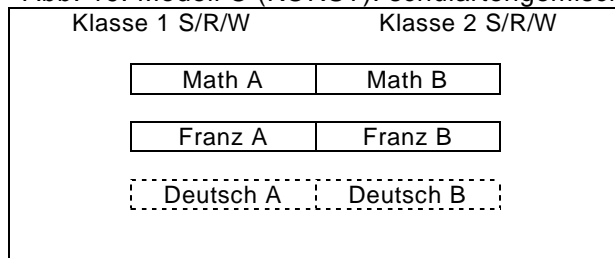 Klasse 1 S/R/W Klasse 2 S/R/W
Math A Math B
Franz A Franz B
Deutsch A Deutsch B